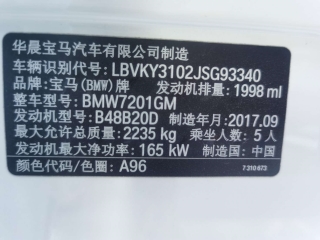 华晨宝马汽车有限公司制造
车辆识别代号: LBVKY3102JSG93340
品牌: 宝马(BMW)牌 发动机排量: 1998 ml
整车型号: BMW7201GM
发动机型号: B48B20D 制造年月: 2017.09
最大允许总质量: 2235 kg 乘坐人数: 5 人
发动机最大净功率: 165 kW 制造国: 中国
颜色代码/色圈: A96
7310673